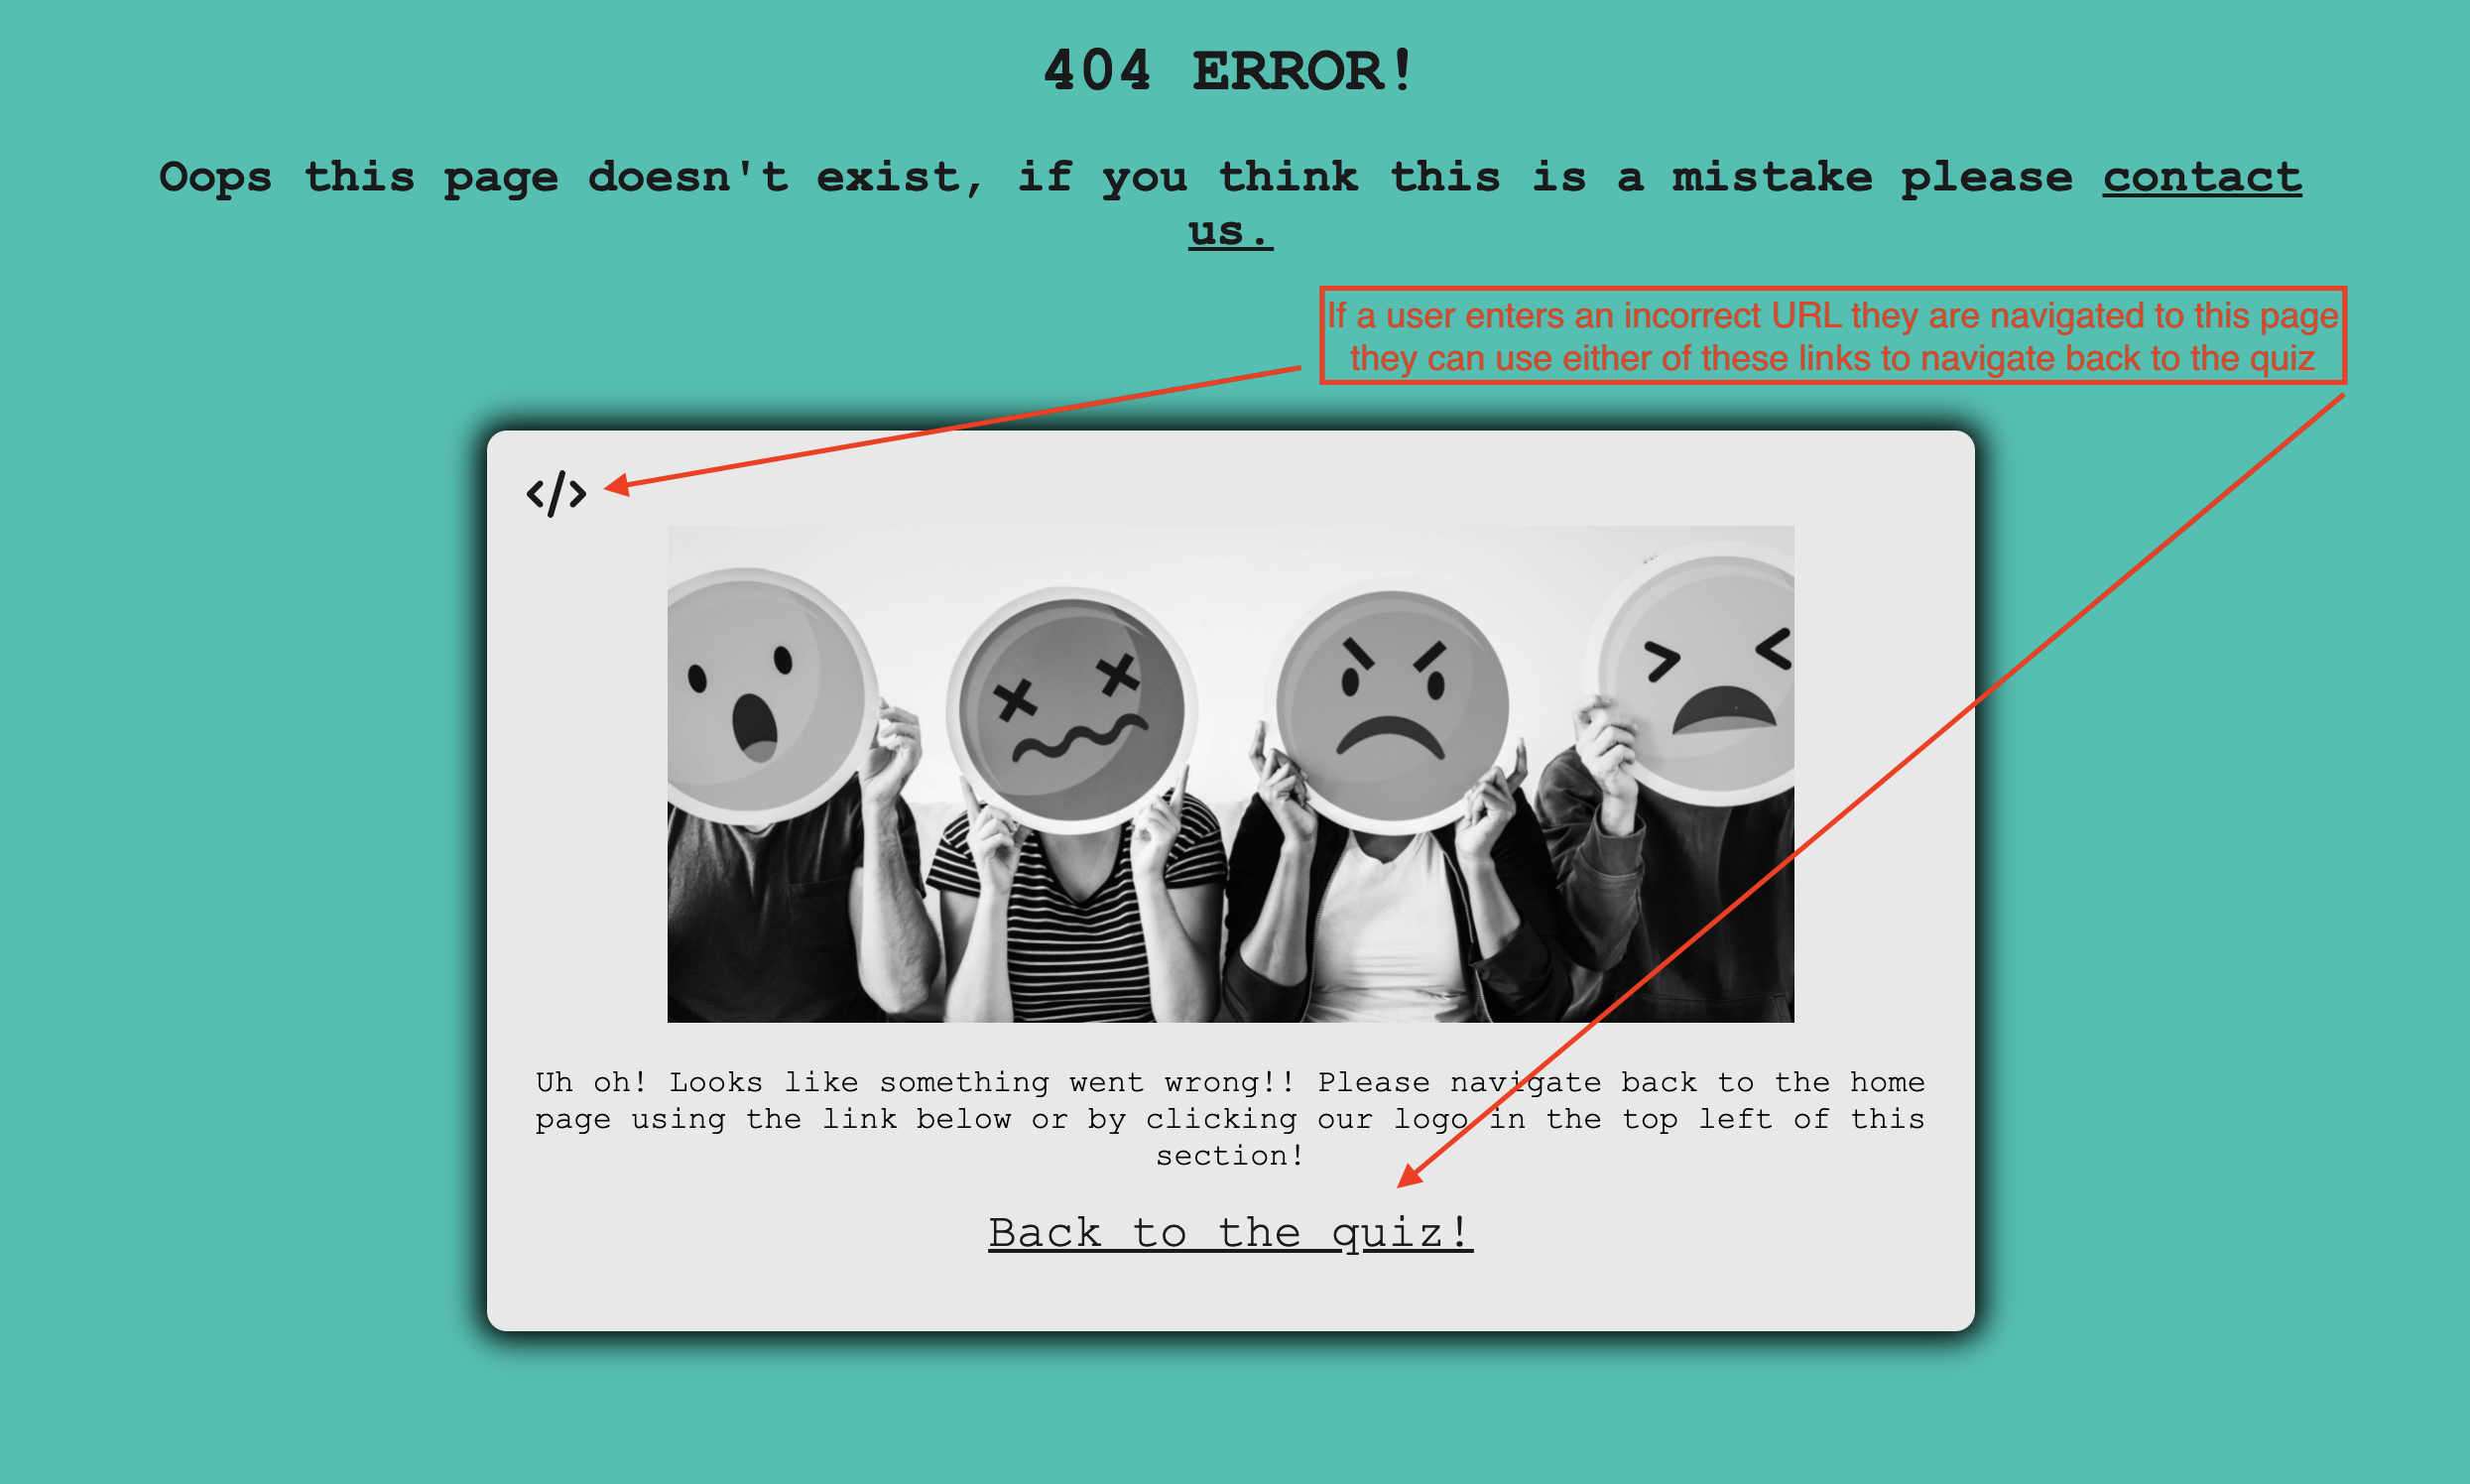 404 ERROR!
Oops this page doesn't exist, if you think this is a mistake please contact
us.
If a user enters an incorrect URL they are navigated to this page
they can use either of these links to navigate back to the quiz
</>
Uh oh! Looks like something went wrong!! Please navigate back to the home
page using the link below or by clicking our logo in the top left of this
section!
Back to the quiz!